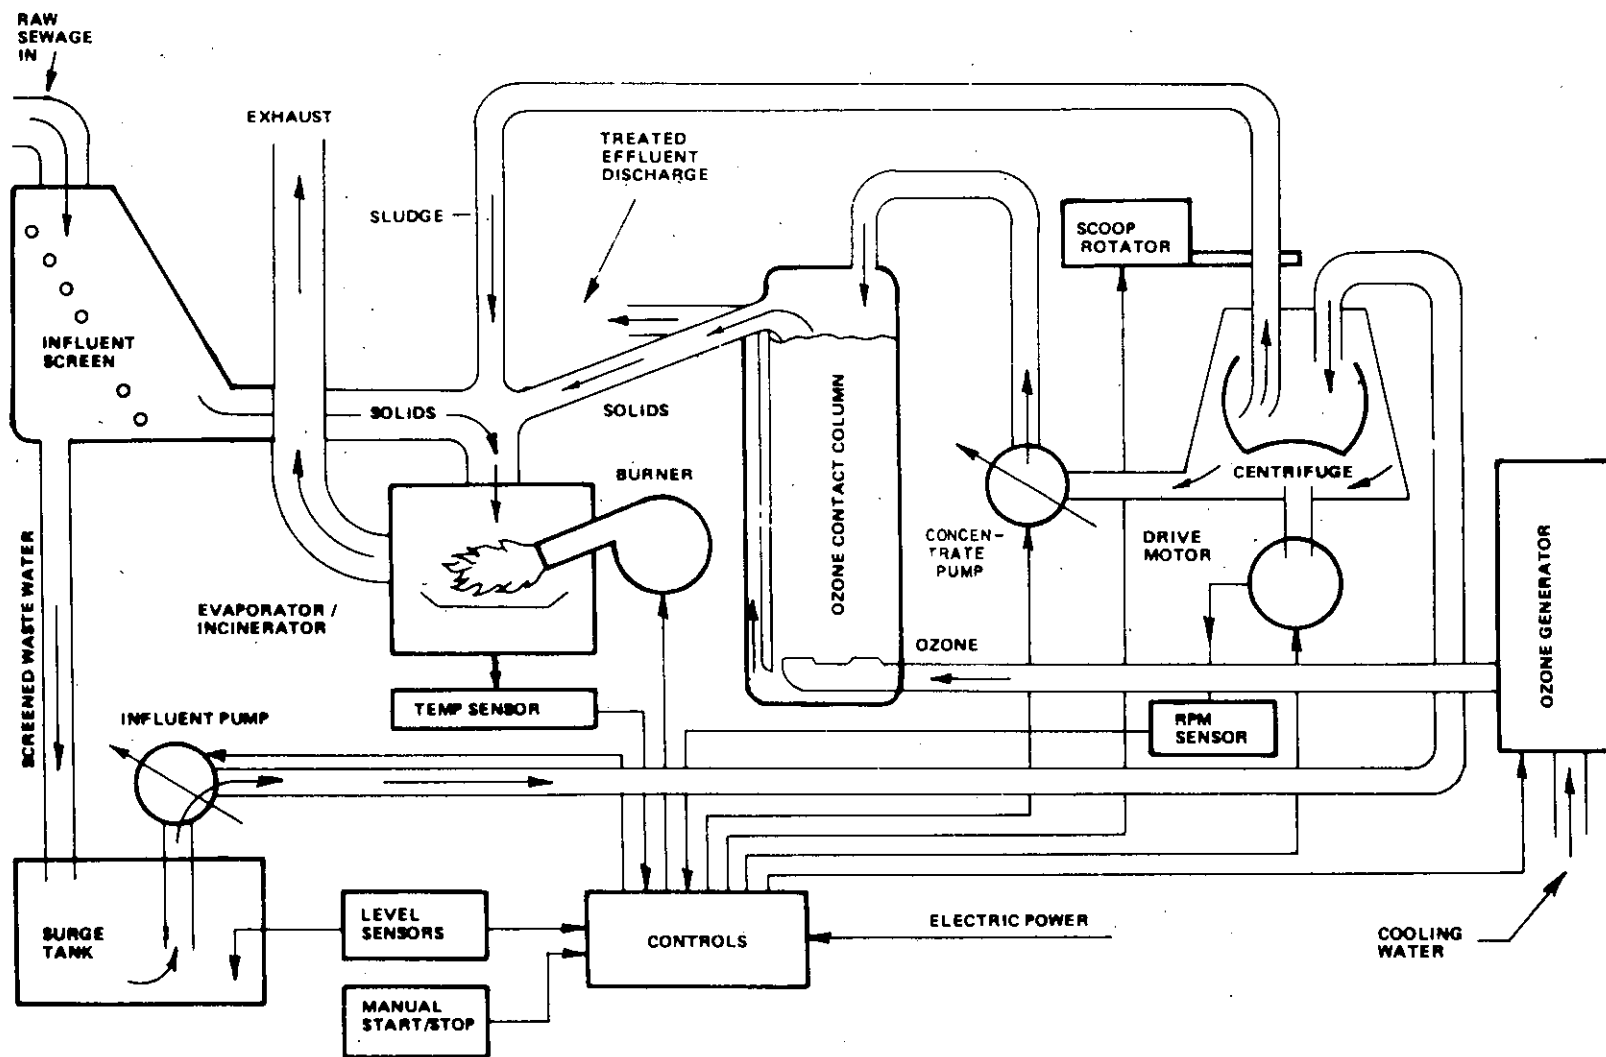 RAW
SEWAGE
IN
EXHAUST
TREATED
EFFLUENT
DISCHARGE
SLUDGE
SCOOP
ROTATOR
INFLUENT
SCREEN
SOLIDS
SOLIDS
OZONE CONTACT COLUMN
BURNER
CENTRIFUGE
CONCEN-
TRATE
PUMP
DRIVE
MOTOR
OZONE GENERATOR
EVAPORATOR /
INCINERATOR
SCREENED WASTE WATER
OZONE
TEMP SENSOR
RPM
SENSOR
INFLUENT PUMP
SURGE
TANK
LEVEL
SENSORS
CONTROLS
ELECTRIC POWER
COOLING
WATER
MANUAL
START/STOP